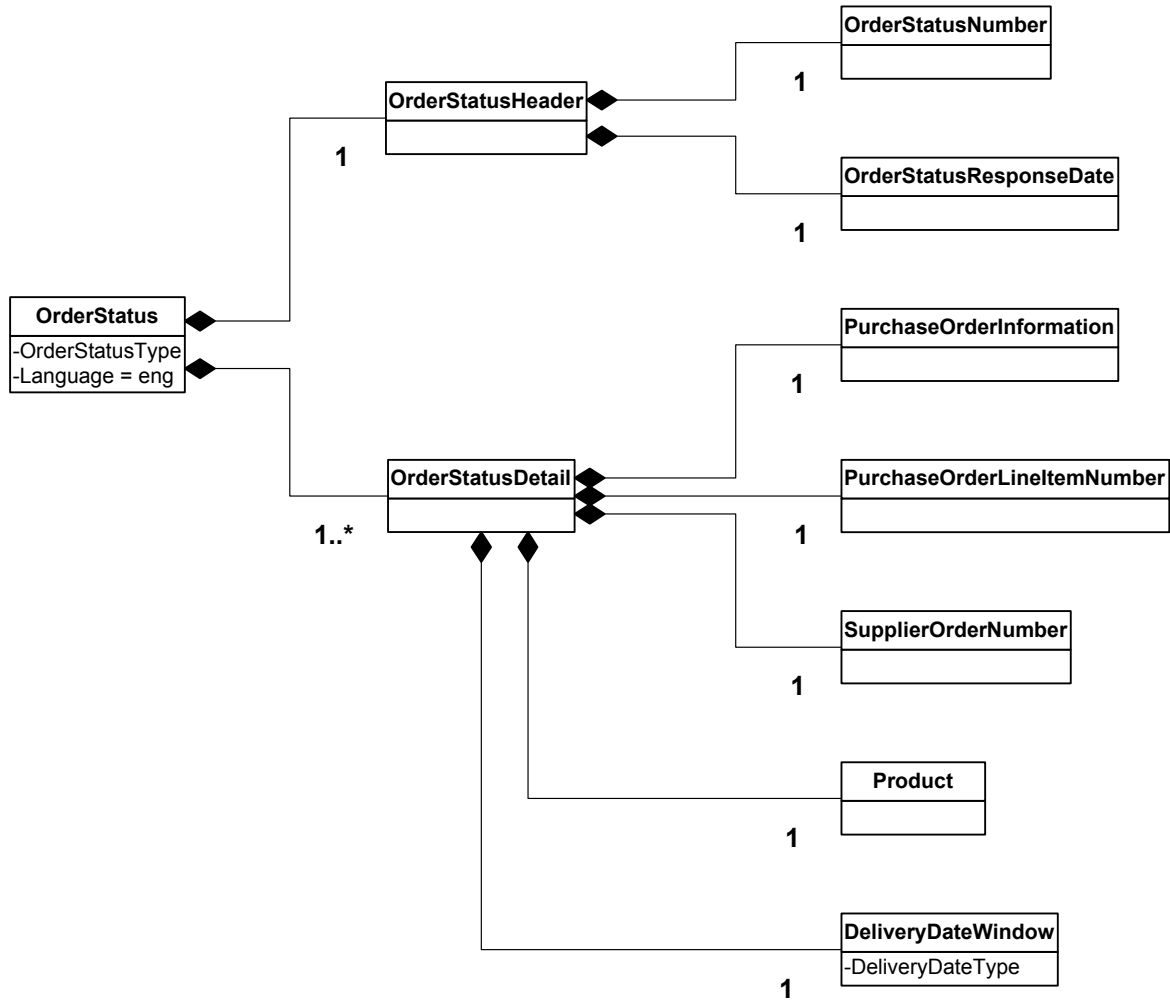 OrderStatusNumber
1
OrderStatusHeader
1
OrderStatusResponseDate
1
OrderStatus
-OrderStatusType
-Language = eng
PurchaseOrderInformation
1
OrderStatusDetail
1..*
PurchaseOrderLineItemNumber
1
SupplierOrderNumber
1
Product
1
DeliveryDateWindow
-DeliveryDateType
1